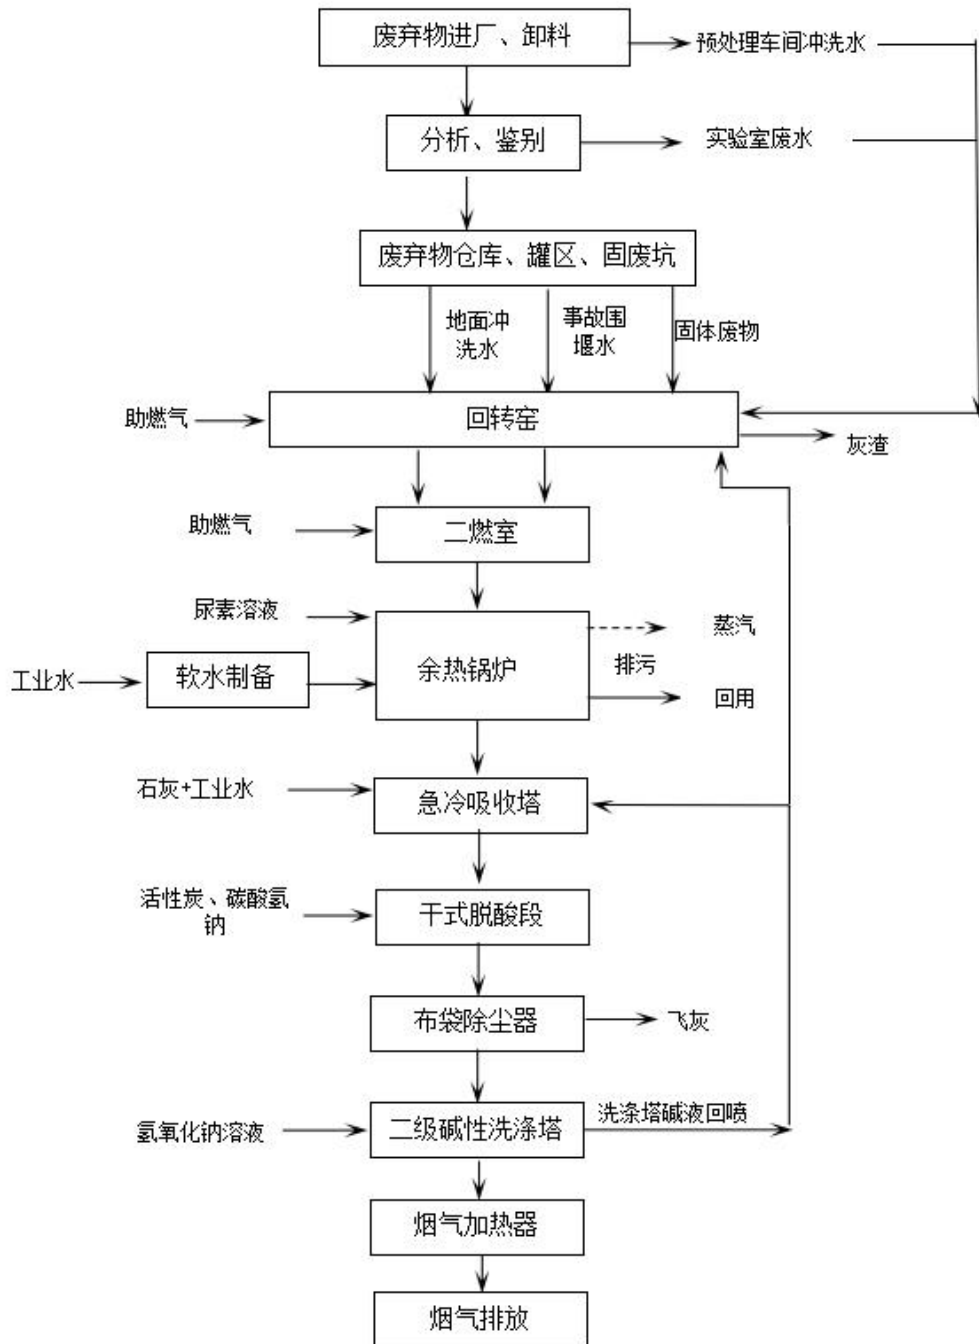 废弃物进厂、卸料
预处理车间冲洗水
分析、鉴别
实验室废水
废弃物仓库、罐区、固废坑
地面冲
洗水
事故围
堰水
固体废物
助燃气
回转窑
灰渣
助燃气
二燃室
尿素溶液
蒸汽
工业水
软水制备
余热锅炉
排污
回用
石灰+工业水
急冷吸收塔
活性炭、碳酸氢
钠
干式脱酸段
布袋除尘器
飞灰
氢氧化钠溶液
二级碱性洗涤塔
洗涤塔碱液回喷
烟气加热器
烟气排放